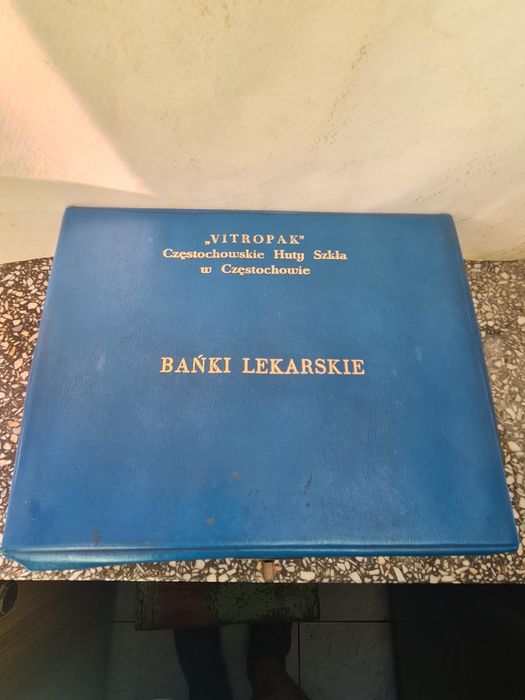 „VITROPAK”
Częstochowskie Huty Szkła
w Częstochowie
BAŃKI LEKARSKIE